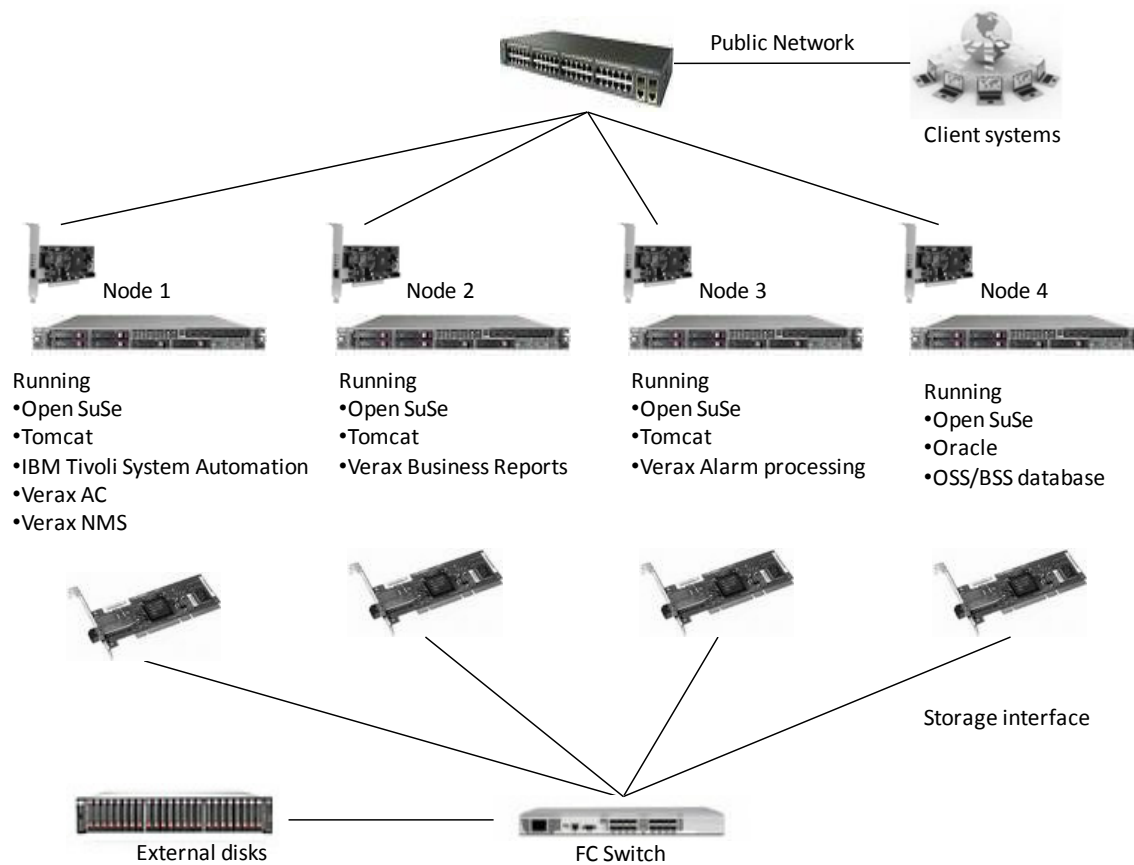 Public Network
Client systems
Node 1
Node 2
Node 3
Node 4
Running
•Open SuSe
•Tomcat
•IBM Tivoli System Automation
•Verax AC
•Verax NMS
Running
•Open SuSe
•Tomcat
•Verax Business Reports
Running
•Open SuSe
•Tomcat
•Verax Alarm processing
Running
•Open SuSe
•Oracle
•OSS/BSS database
Storage interface
External disks
FC Switch